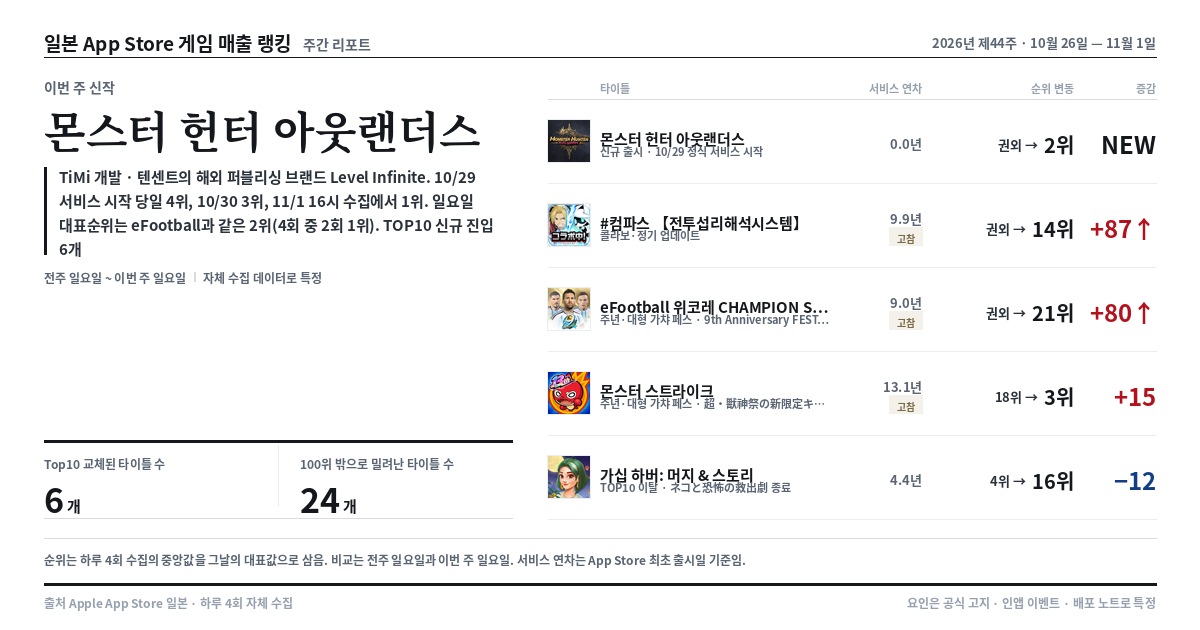 일본 App Store 게임 매출 랭킹 주간 리포트
2026년 제44주 · 10월 26일 — 11월 1일
이번 주 신작
몬스터 헌터 아웃랜더스
TiMi 개발 · 텐센트의 해외 퍼블리싱 브랜드 Level Infinite. 10/29
서비스 시작 당일 4위, 10/30 3위, 11/1 16시 수집에서 1위. 일요일
대표순위는 eFootball과 같은 2위(4회 중 2회 1위). TOP10 신규 진입
6개
전주 일요일 ~ 이번 주 일요일 | 자체 수집 데이터로 특정
Top10 교체된 타이틀 수
6개
100위 밖으로 밀려난 타이틀 수
24개
타이틀 서비스 연차 순위 변동 증감
몬스터 헌터 아웃랜더스
신규 출시 · 10/29 정식 서비스 시작
0.0년
권외 → 2위 NEW
#컴파스 【전투섭리해석시스템】
콜라보·정기 업데이트
9.9년
고참
권외 → 14위 +87↑
eFootball 위코레 CHAMPION S…
주년·대형 가챠 페스 · 9th Anniversary FEST…
9.0년
고참
권외 → 21위 +80↑
몬스터 스트라이크
주년·대형 가챠 페스 · 超・獣神祭の新限定キ…
13.1년
고참
18위 → 3위 +15
가십 하버: 머지 & 스토리
TOP10 이탈 · ネコと恐怖の救出劇 종료
4.4년
4위 → 16위 −12
순위는 하루 4회 수집의 중앙값을 그날의 대표값으로 삼음. 비교는 전주 일요일과 이번 주 일요일. 서비스 연차는 App Store 최초 출시일 기준임.
출처 Apple App Store 일본 · 하루 4회 자체 수집
요인은 공식 고지 · 인앱 이벤트 · 배포 노트로 특정